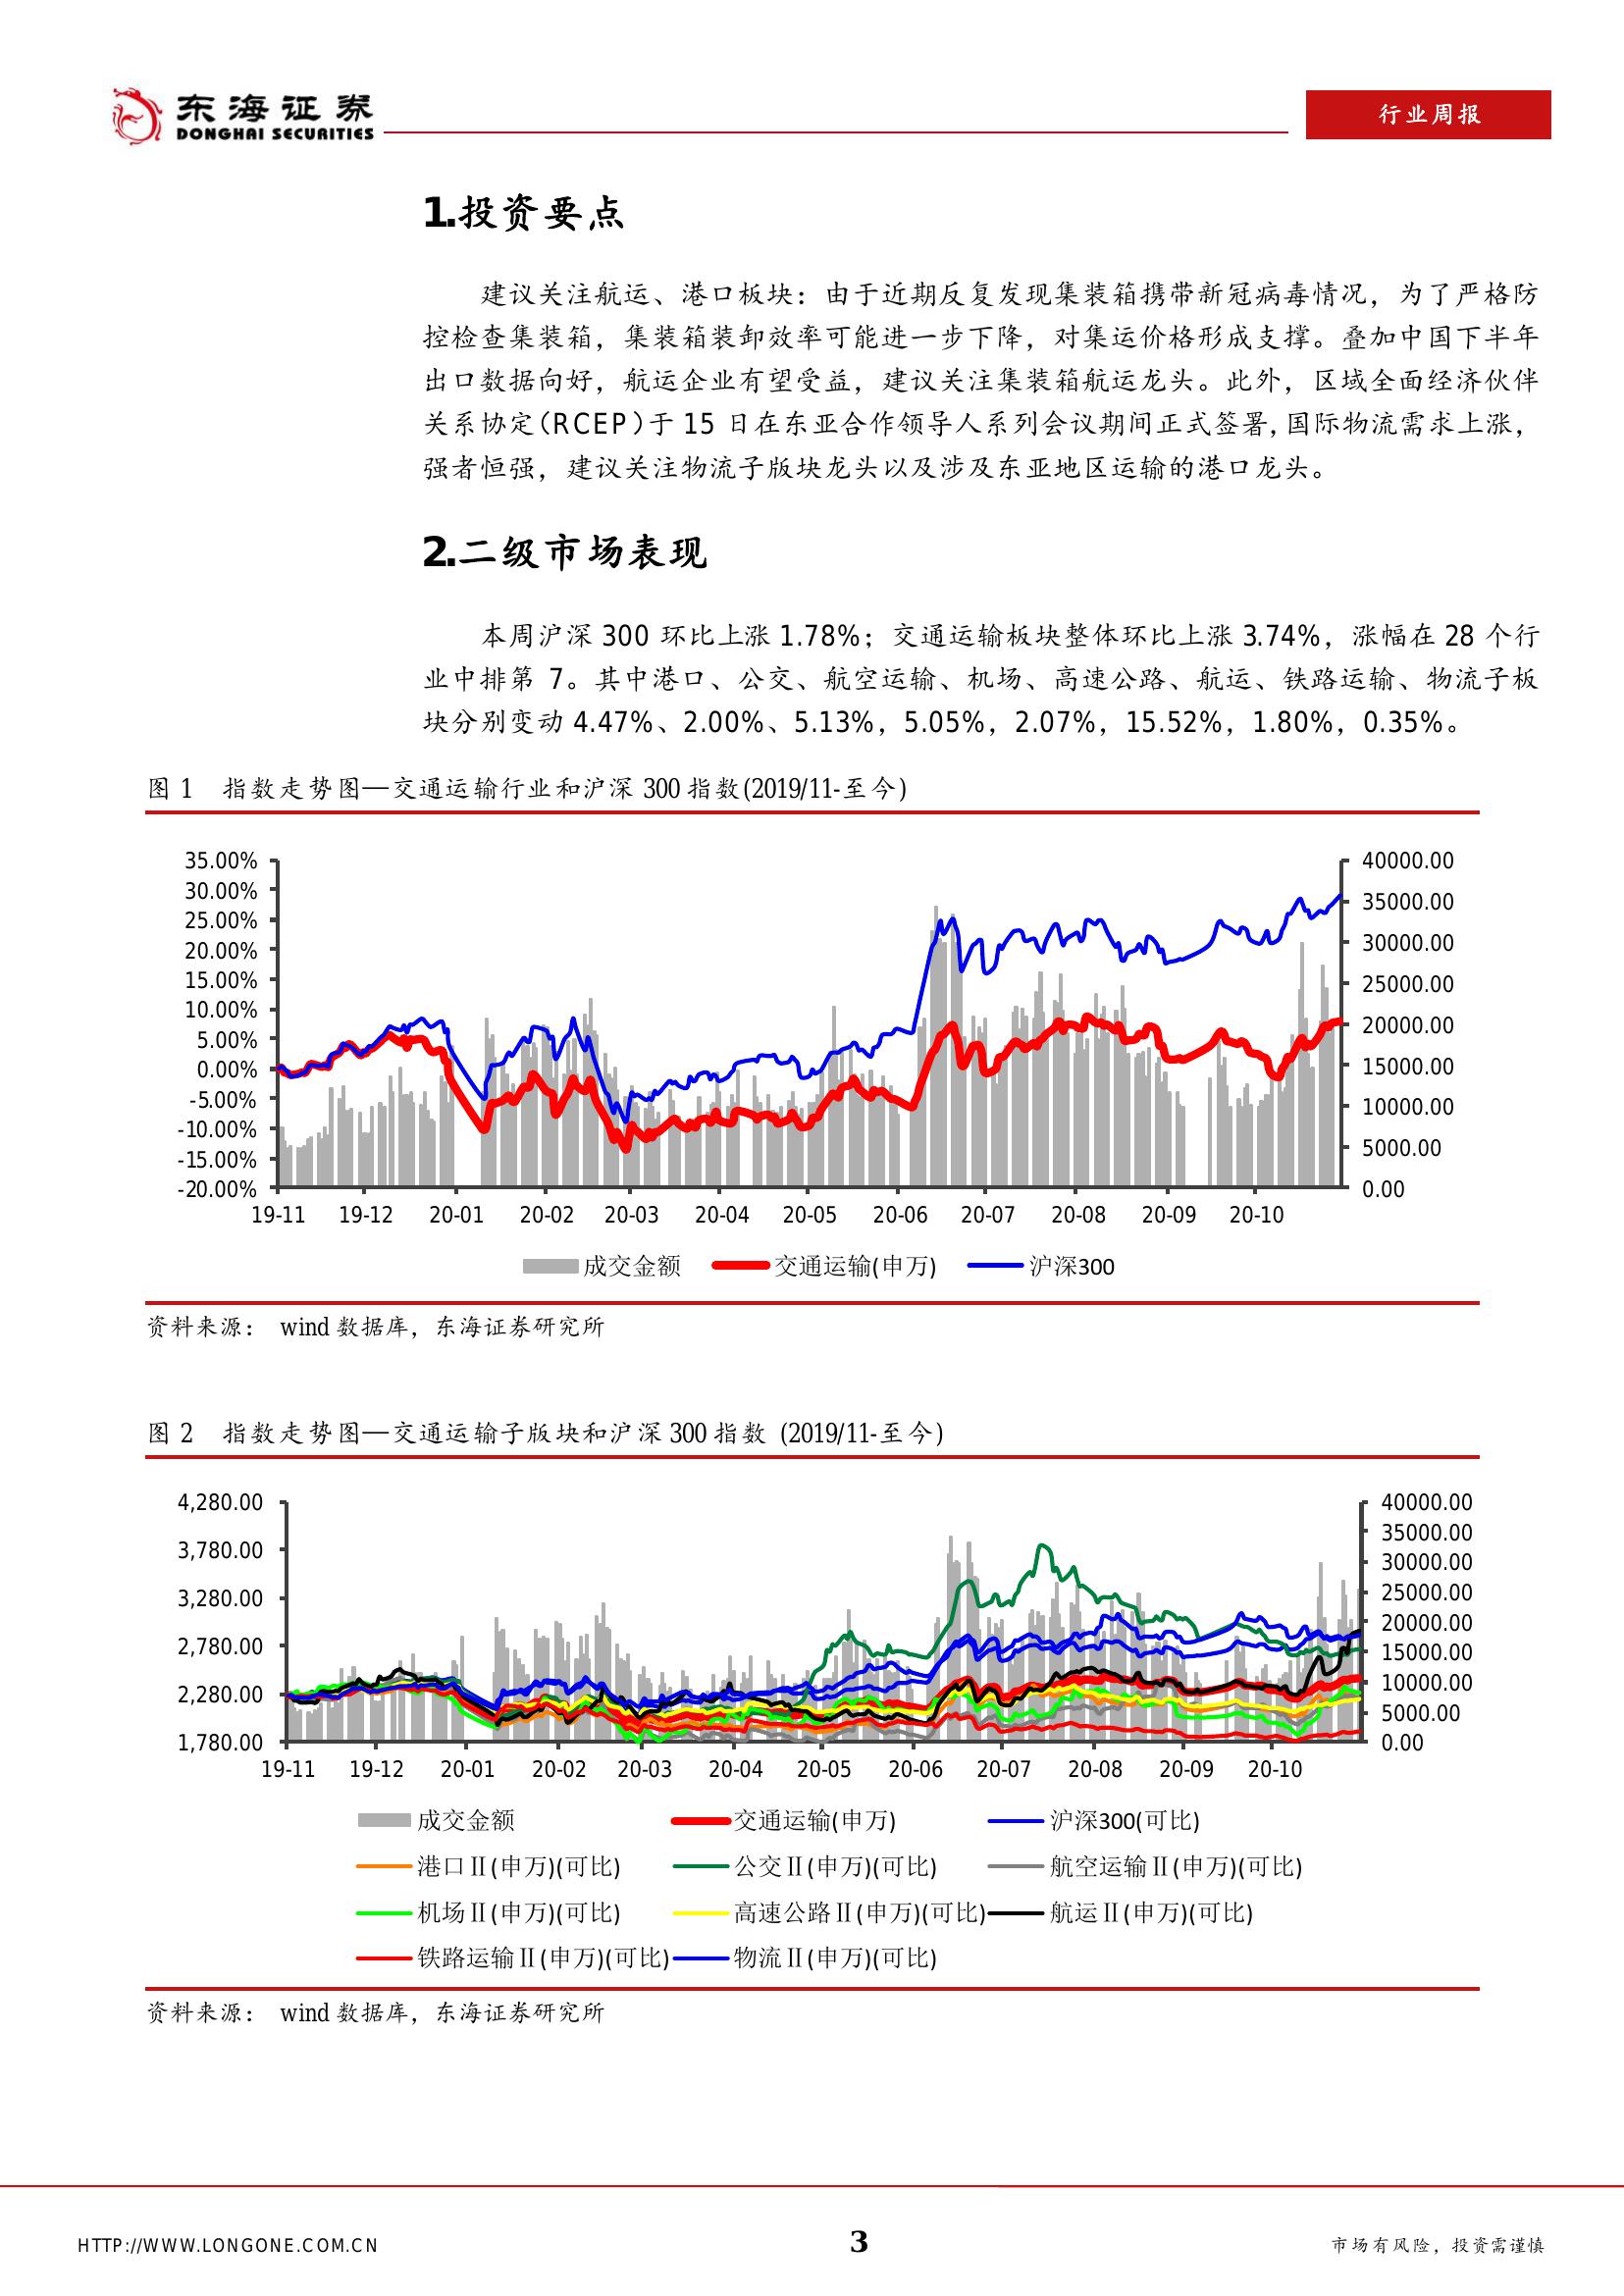 东海证券
DONGHAI SECURITIES
行业周报
1.投资要点
建议关注航运、港口板块：由于近期反复发现集装箱携带新冠病毒情况，为了严格防
控检查集装箱，集装箱装卸效率可能进一步下降，对集运价格形成支撑。叠加中国下半年
出口数据向好，航运企业有望受益，建议关注集装箱航运龙头。此外，区域全面经济伙伴
关系协定（RCEP）于 15 日在东亚合作领导人系列会议期间正式签署，国际物流需求上涨，
强者恒强，建议关注物流子版块龙头以及涉及东亚地区运输的港口龙头。
2.二级市场表现
本周沪深 300 环比上涨 1.78%；交通运输板块整体环比上涨 3.74%，涨幅在 28 个行
业中排第 7。其中港口、公交、航空运输、机场、高速公路、航运、铁路运输、物流子板
块分别变动 4.47%、2.00%、5.13%，5.05%，2.07%，15.52%，1.80%，0.35%。
图 1 指数走势图—交通运输行业和沪深 300 指数(2019/11-至今)
35.00% 40000.00
30.00% 35000.00
25.00% 30000.00
20.00% 25000.00
15.00% 20000.00
10.00% 15000.00
5.00% 10000.00
0.00% 5000.00
-5.00% 0.00
-10.00%
-15.00%
-20.00%
19-11 19-12 20-01 20-02 20-03 20-04 20-05 20-06 20-07 20-08 20-09 20-10
成交金额 交通运输(申万) 沪深300
资料来源： wind 数据库，东海证券研究所
图 2 指数走势图—交通运输子版块和沪深 300 指数 (2019/11-至今)
4,280.00 40000.00
3,780.00 35000.00
3,280.00 30000.00
2,780.00 25000.00
2,280.00 20000.00
1,780.00 15000.00
10000.00
5000.00
0.00
19-11 19-12 20-01 20-02 20-03 20-04 20-05 20-06 20-07 20-08 20-09 20-10
成交金额 交通运输(申万) 沪深300(可比)
港口Ⅱ(申万)(可比) 公交Ⅱ(申万)(可比) 航空运输Ⅱ(申万)(可比)
机场Ⅱ(申万)(可比) 高速公路Ⅱ(申万)(可比) 航运Ⅱ(申万)(可比)
铁路运输Ⅱ(申万)(可比) 物流Ⅱ(申万)(可比)
资料来源： wind 数据库，东海证券研究所
HTTP://WWW.LONGONE.COM.CN 3 市场有风险，投资需谨慎